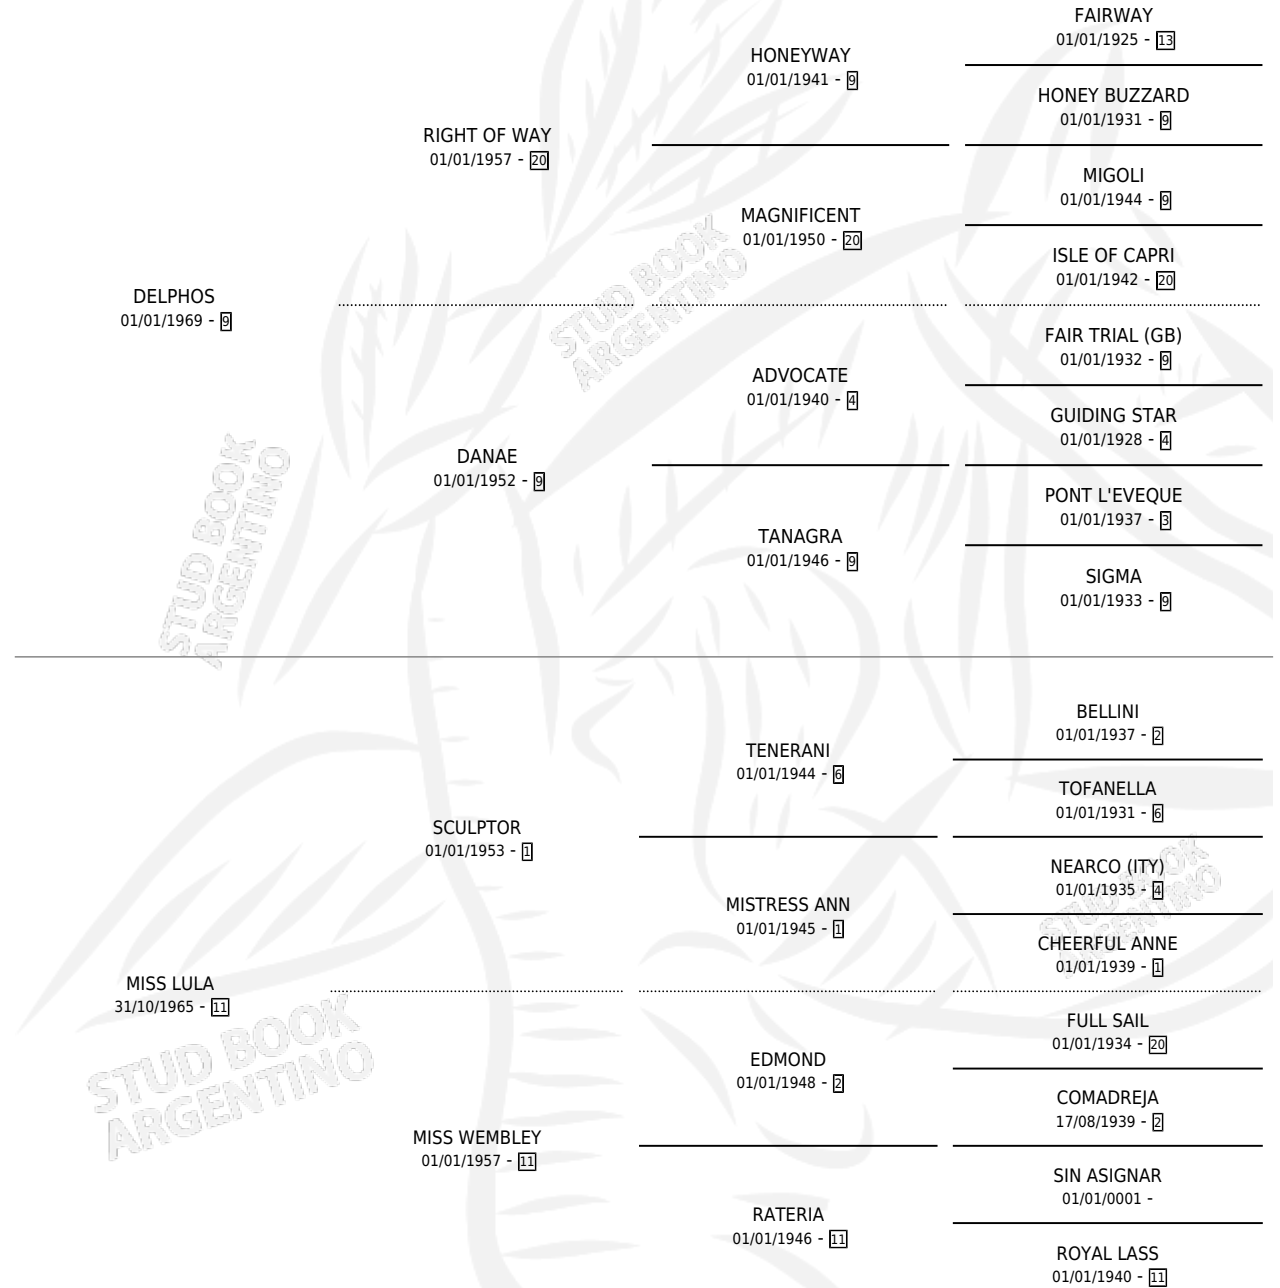 FAIRWAY
01/01/1925 - 13
HONEYWAY
01/01/1941 - 9
HONEY BUZZARD
01/01/1931 - 9
RIGHT OF WAY
01/01/1957 - 20
MIGOLI
01/01/1944 - 9
MAGNIFICENT
01/01/1950 - 20
ISLE OF CAPRI
01/01/1942 - 20
DELPHOS
01/01/1969 - 9
FAIR TRIAL (GB)
01/01/1932 - 9
ADVOCATE
01/01/1940 - 4
GUIDING STAR
01/01/1928 - 4
DANAE
01/01/1952 - 9
PONT L'EVEQUE
01/01/1937 - 3
TANAGRA
01/01/1946 - 9
SIGMA
01/01/1933 - 9
BELLINI
01/01/1937 - 2
TENERANI
01/01/1944 - 6
TOFANELLA
01/01/1931 - 6
SCULPTOR
01/01/1953 - 1
NEARCO (ITY)
01/01/1935 - 4
MISTRESS ANN
01/01/1945 - 1
CHEERFUL ANNE
01/01/1939 - 1
MISS LULA
31/10/1965 - 11
FULL SAIL
01/01/1934 - 20
EDMOND
01/01/1948 - 2
COMADREJA
17/08/1939 - 2
MISS WEMBLEY
01/01/1957 - 11
SIN ASIGNAR
01/01/0001 -
RATERIA
01/01/1946 - 11
ROYAL LASS
01/01/1940 - 11
STUD BOOK
ARGENTINO
STUD BOOK
ARGENTINO
STUD BOOK
ARGENTINO
STUD BOOK
ARGENTINO